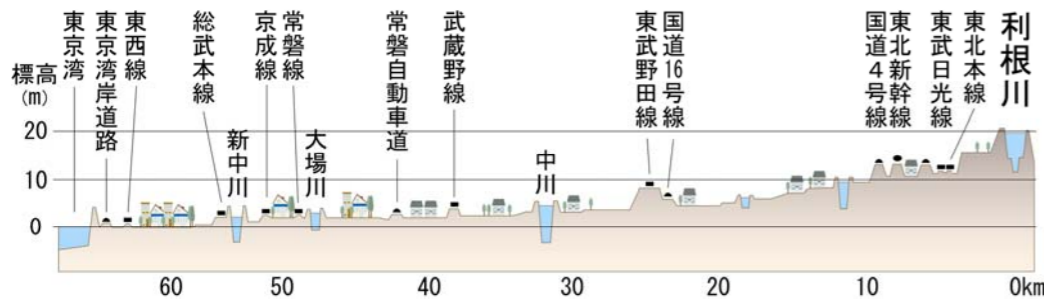 東京湾
東京湾岸道路
東西線
総武本線
新中川
京成線
常磐線
大場川
常磐自動車道
武蔵野線
中川
東武野田線
国道16号線
国道4号線
東北新幹線
東武日光線
東北本線
利根川
標高
(m)
20
10
0
60 50 40 30 20 10 0km